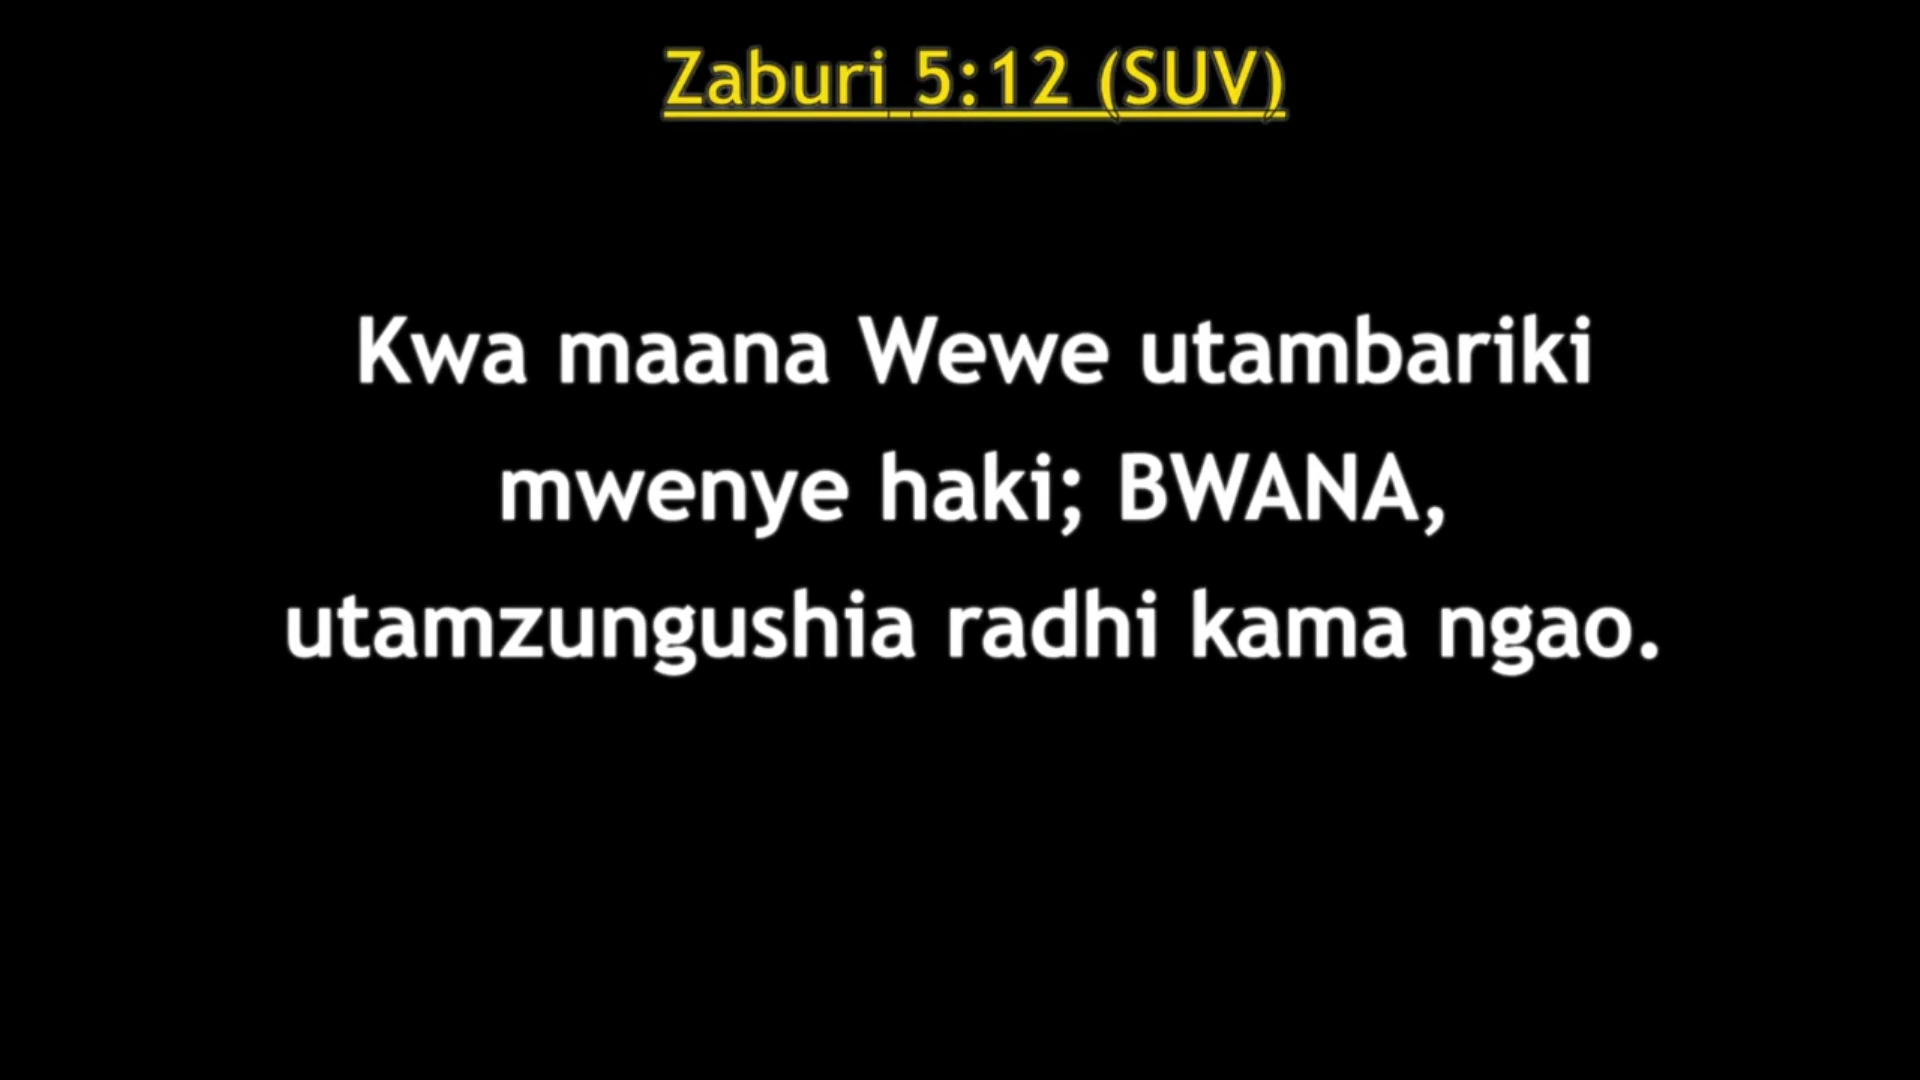 Zaburi 5:12 (SUV)
Kwa maana Wewe utambariki
mwenye haki; BWANA,
utamzungushia radhi kama ngao.